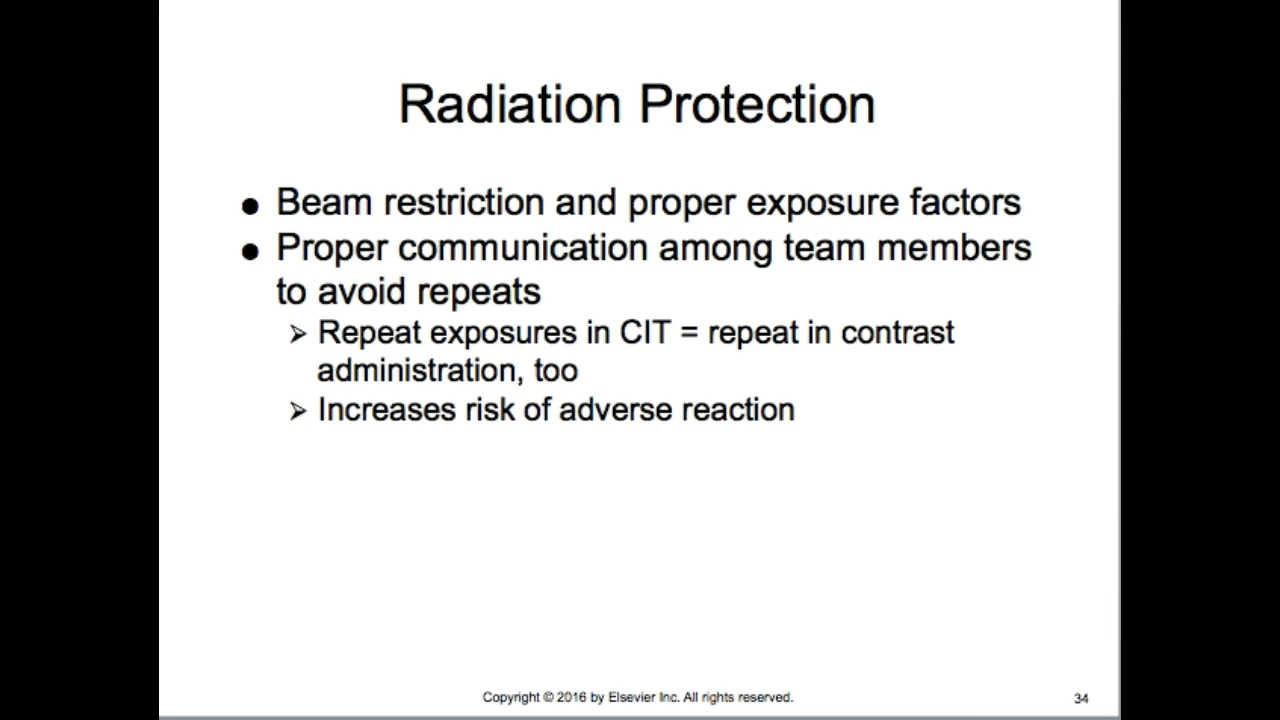 Radiation Protection
● Beam restriction and proper exposure factors
● Proper communication among team members
to avoid repeats
➢ Repeat exposures in CIT = repeat in contrast
administration, too
➢ Increases risk of adverse reaction
Copyright © 2016 by Elsevier Inc. All rights reserved.
34